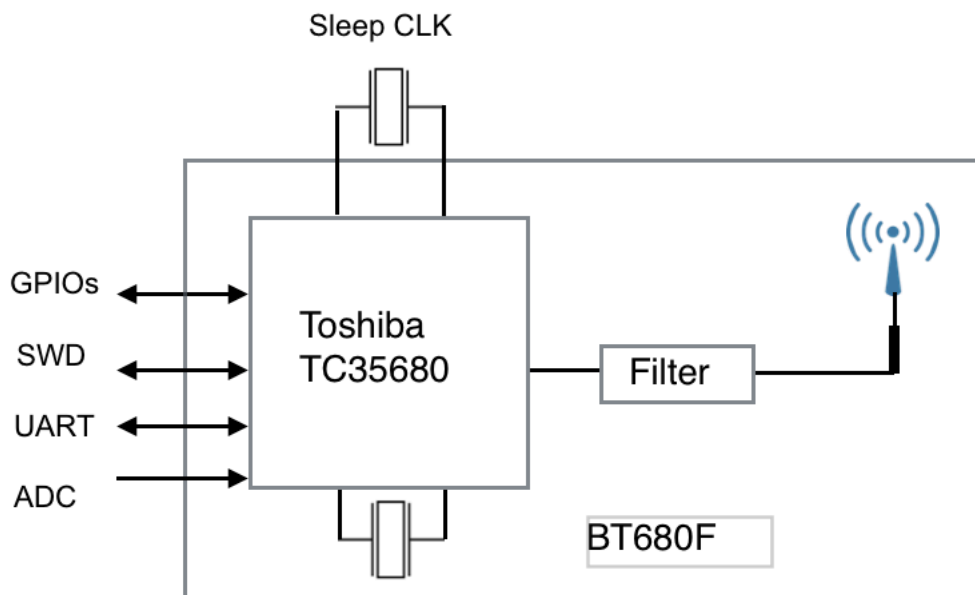 Sleep CLK
GPIOs
SWD
UART
ADC
Toshiba
TC35680
Filter
BT680F